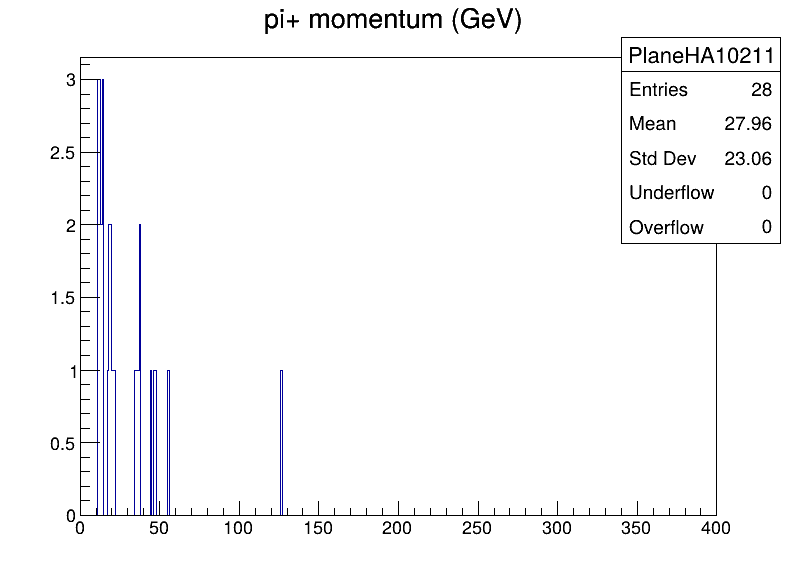 pi+ momentum (GeV)
PlaneHA10211
Entries 28
Mean 27.96
Std Dev 23.06
Underflow 0
Overflow 0
3
2.5
2
1.5
1
0.5
0
0 50 100 150 200 250 300 350 400